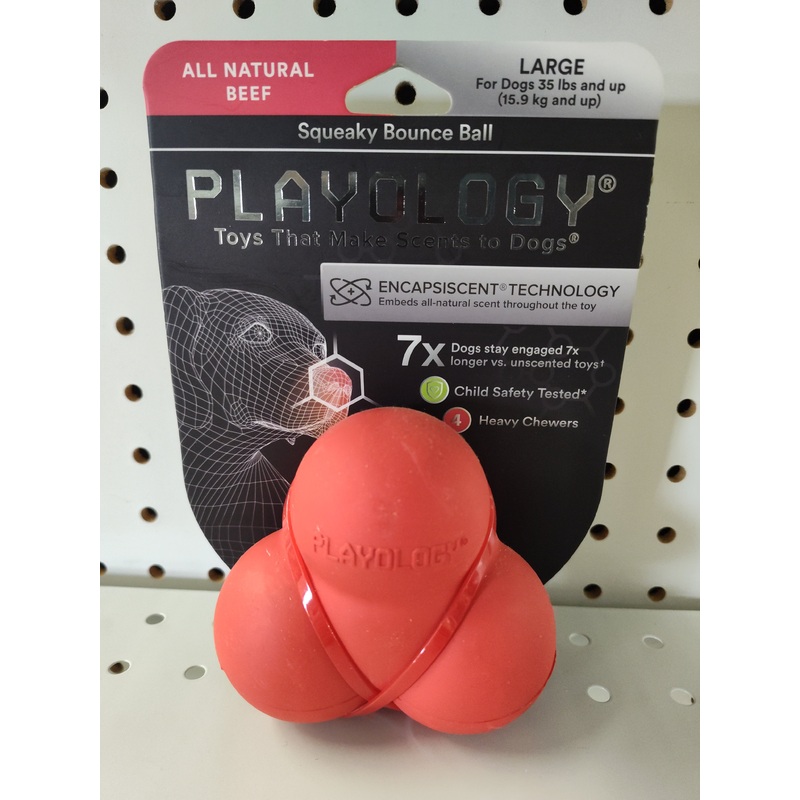 ALL NATURAL
BEEF
LARGE
For Dogs 35 lbs and up
(15.9 kg and up)
Squeaky Bounce Ball
PLAYOLOGY®
Toys That Make Scents to Dogs®
ENCAPSISCENT® TECHNOLOGY
Embeds all-natural scent throughout the toy
7x Dogs stay engaged 7x
longer vs. unscented toys†
Child Safety Tested*
4 Heavy Chewers
PLAYOLOGY®